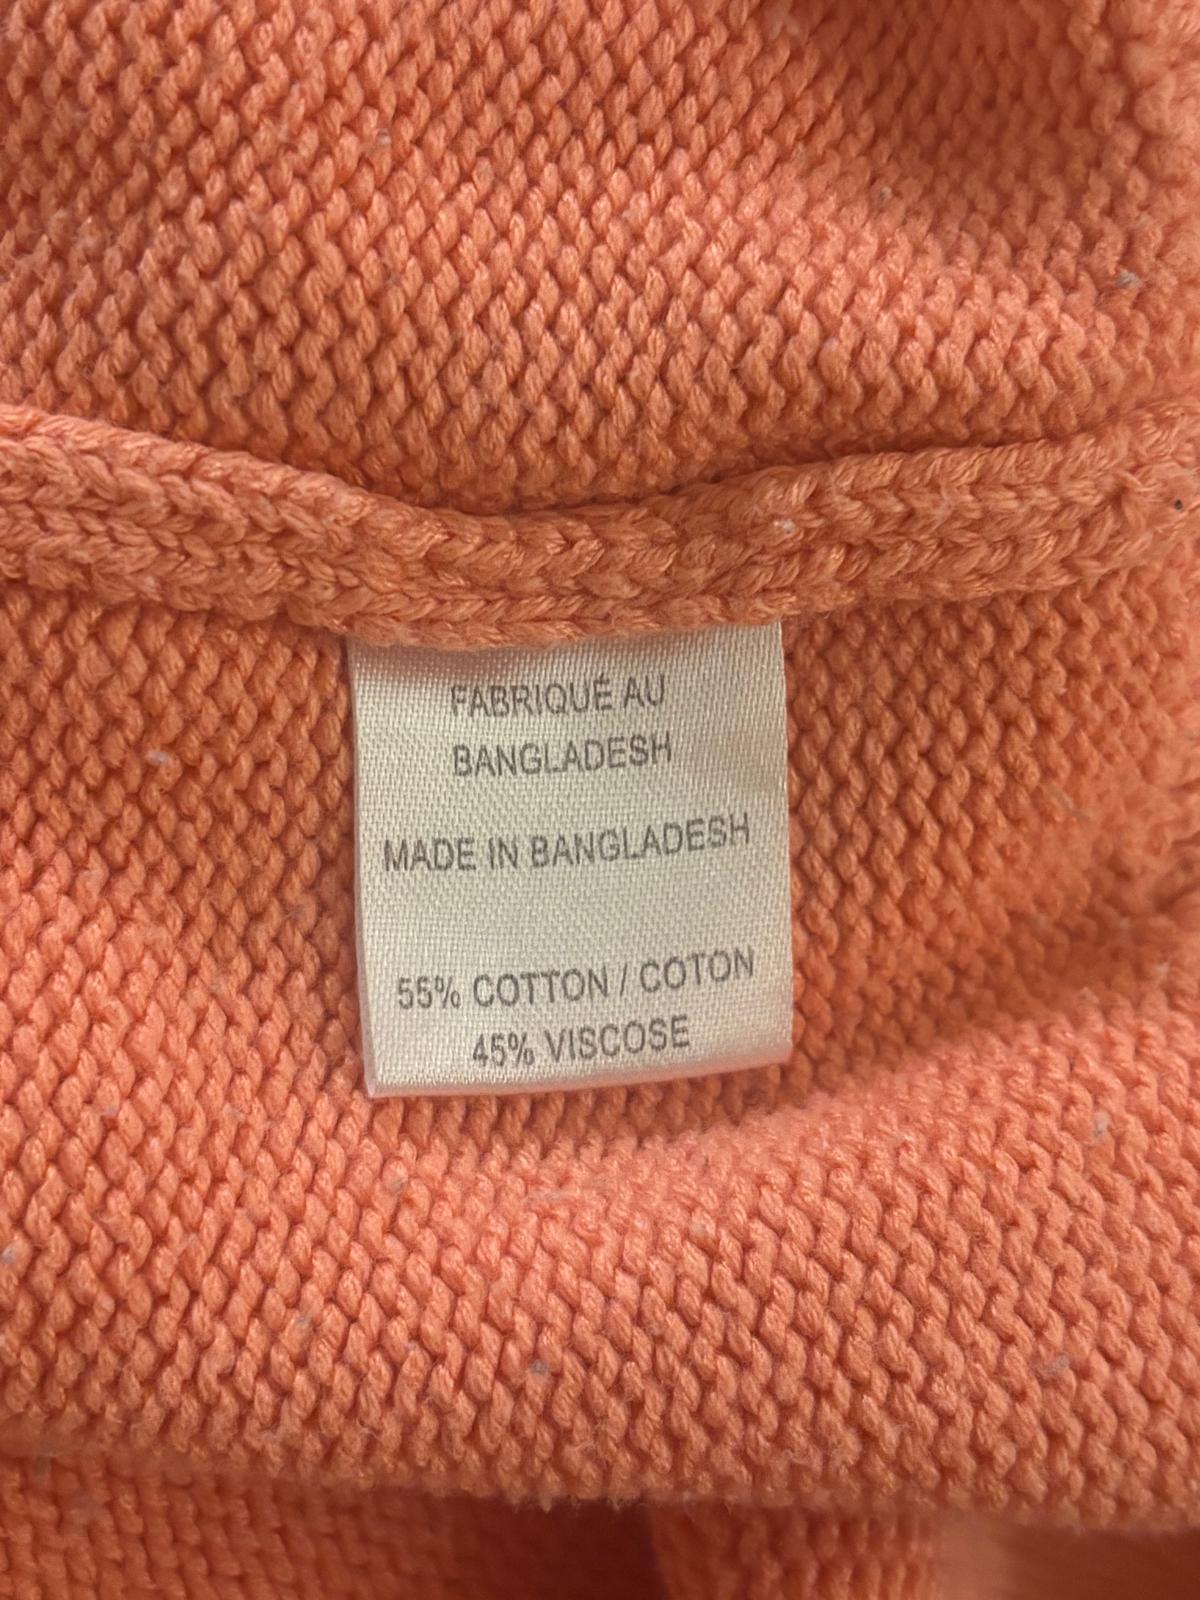 FABRIQUÉ AU
BANGLADESH
MADE IN BANGLADESH
55% COTTON / COTON
45% VISCOSE